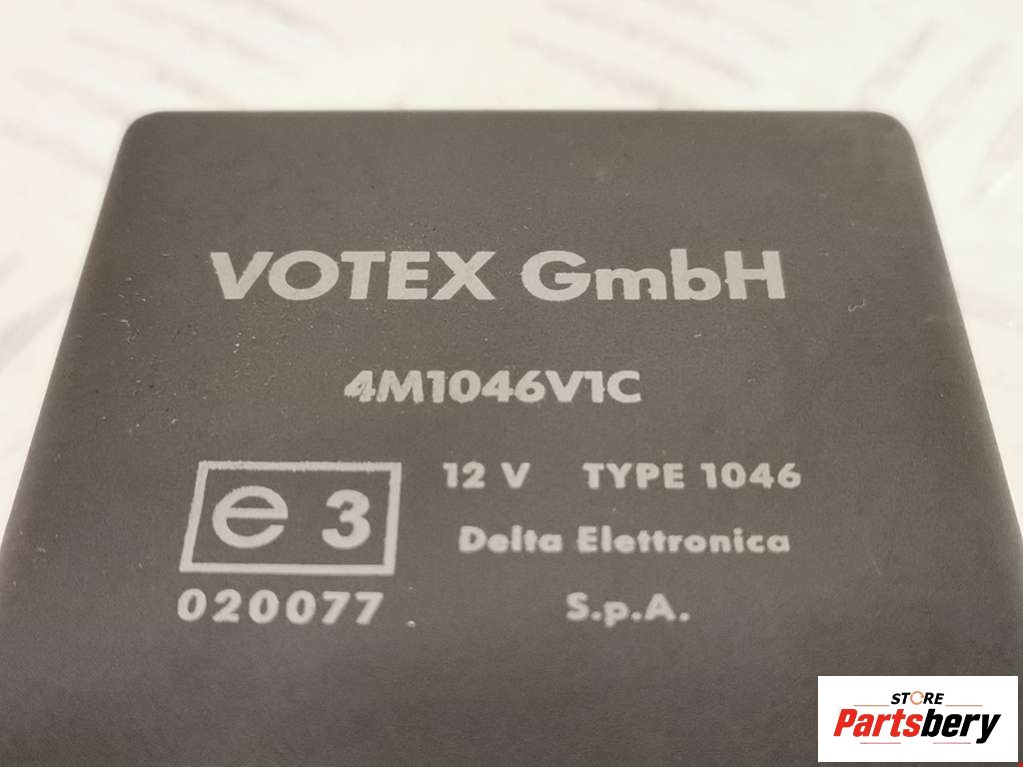 VOTEX GmbH
4M1046V1C
e 3
12 V TYPE 1046
Delta Elettronica
020077
S.p.A.
STORE
Partsbery